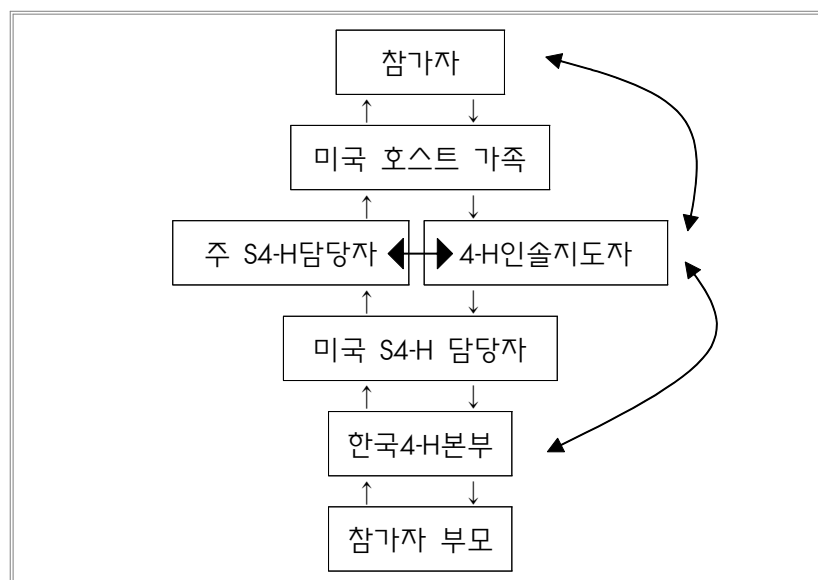 참가자
↑ ↓
미국 호스트 가족
↑ ↓
주 S4-H담당자 4-H인솔지도자
↑ ↓
미국 S4-H 담당자
↑ ↓
한국4-H본부
↑ ↓
참가자 부모